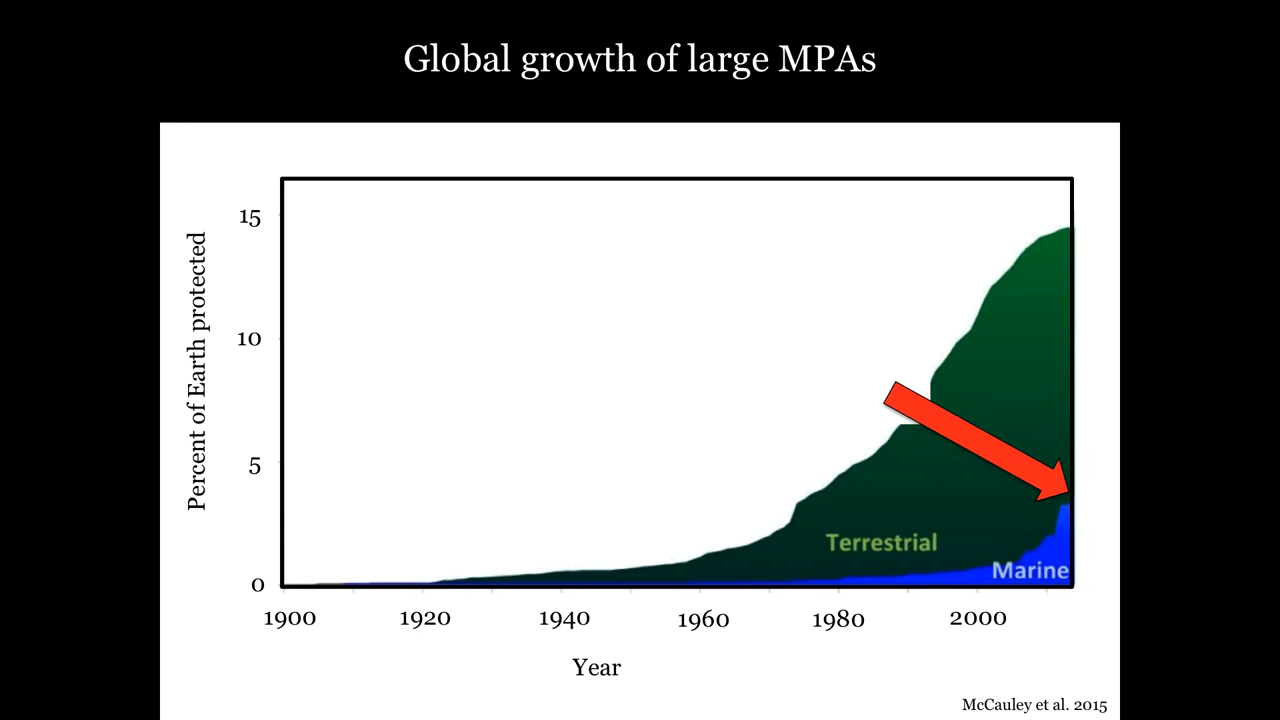 Global growth of large MPAs
Percent of Earth protected
15
10
5
0
Terrestrial
Marine
1900 1920 1940 1960 1980 2000
Year
McCauley et al. 2015